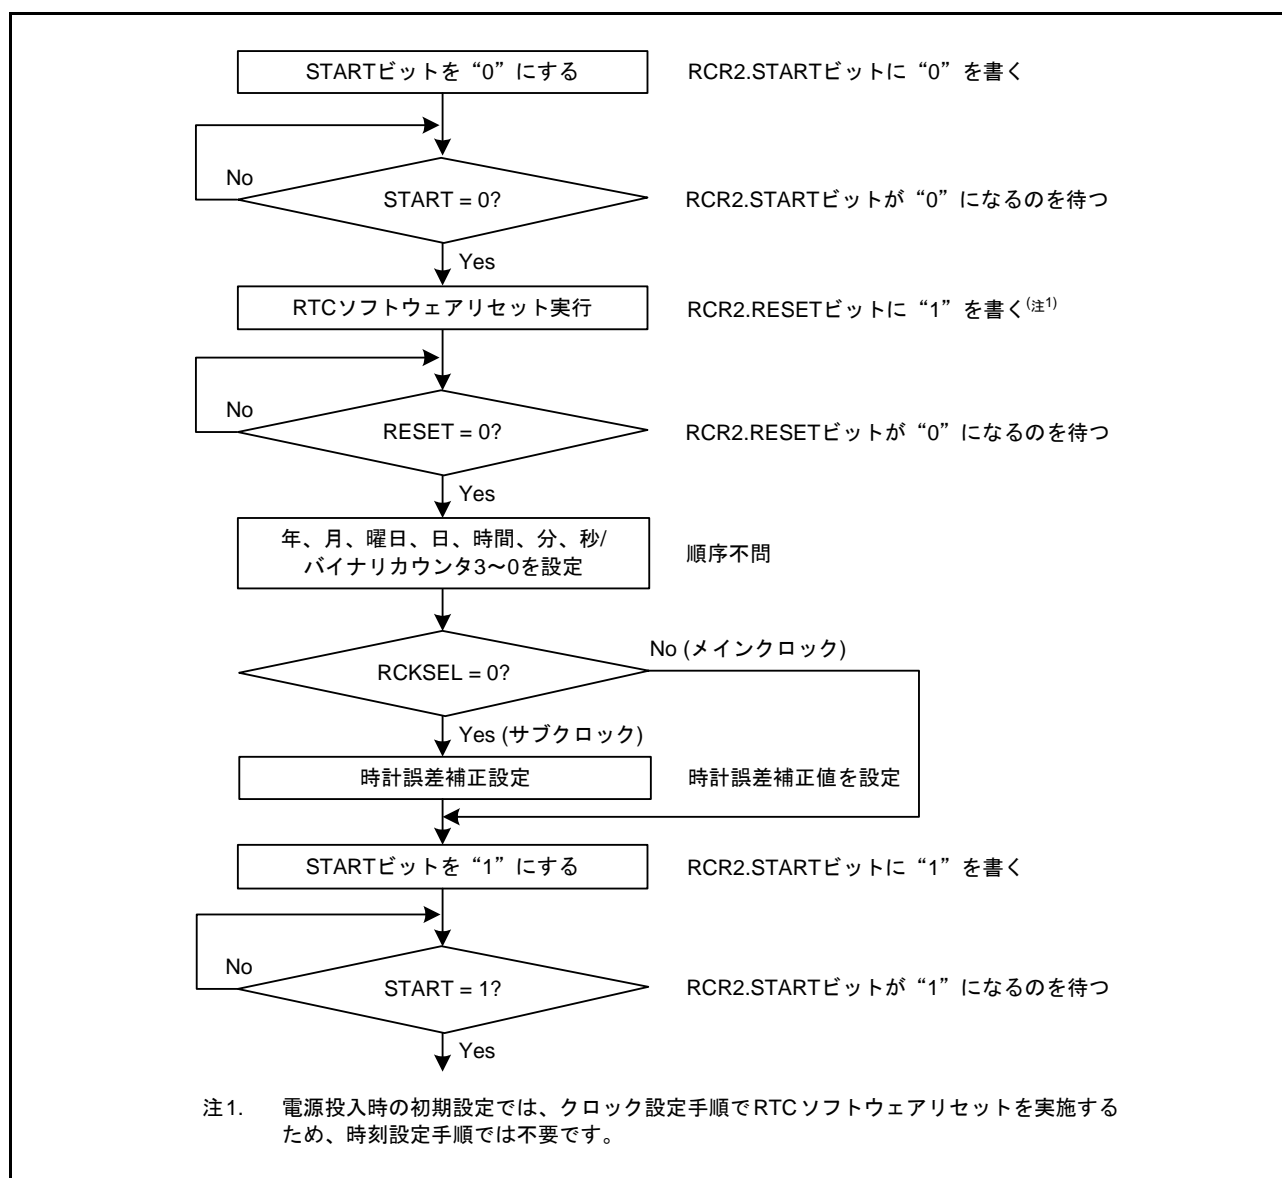 STARTビットを“0”にする
RCR2.STARTビットに“0”を書く
No
START = 0?
RCR2.STARTビットが“0”になるのを待つ
Yes
RTCソフトウェアリセット実行
RCR2.RESETビットに“1”を書く(注1)
No
RESET = 0?
RCR2.RESETビットが“0”になるのを待つ
Yes
年、月、曜日、日、時間、分、秒/
バイナリカウンタ3〜0を設定
順序不問
No (メインクロック)
RCKSEL = 0?
Yes (サブクロック)
時計誤差補正設定
時計誤差補正値を設定
STARTビットを“1”にする
RCR2.STARTビットに“1”を書く
No
START = 1?
RCR2.STARTビットが“1”になるのを待つ
Yes
注1. 電源投入時の初期設定では、クロック設定手順でRTCソフトウェアリセットを実施する
ため、時刻設定手順では不要です。